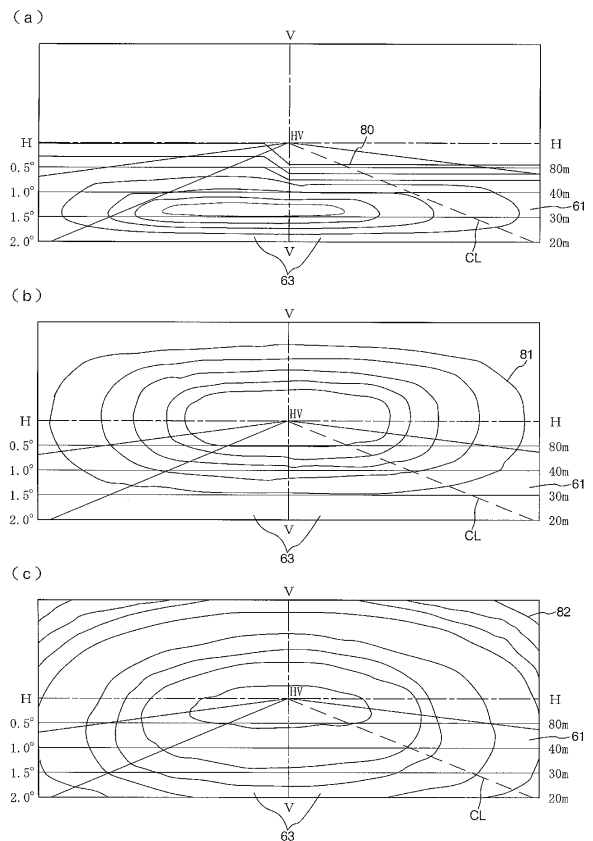 (a)
V
80
H HV H
0.5° 80m
1.0° 40m
61
1.5° 30m
2.0° 20m
V CL
63
(b)
V
81
H HV H
0.5° 80m
1.0° 40m
61
1.5° 30m
2.0° 20m
V CL
63
(c)
V
82
H HV H
0.5° 80m
61
1.0° 40m
1.5° 30m
2.0° 20m
V CL
63